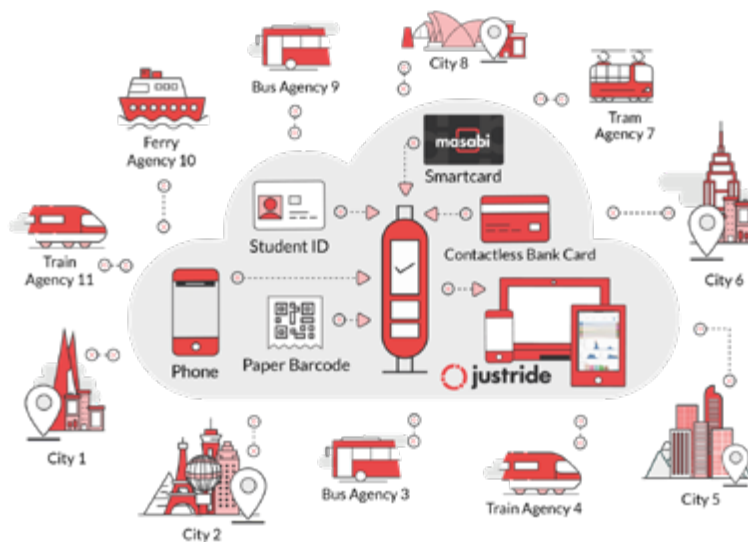 Bus Agency 9
City 8
Tram
Agency 7
Ferry
Agency 10
masabi
Smartcard
Student ID
Contactless Bank Card
City 6
Train
Agency 11
Phone
Paper Barcode
justride
City 1
City 2
Bus Agency 3
Train Agency 4
City 5